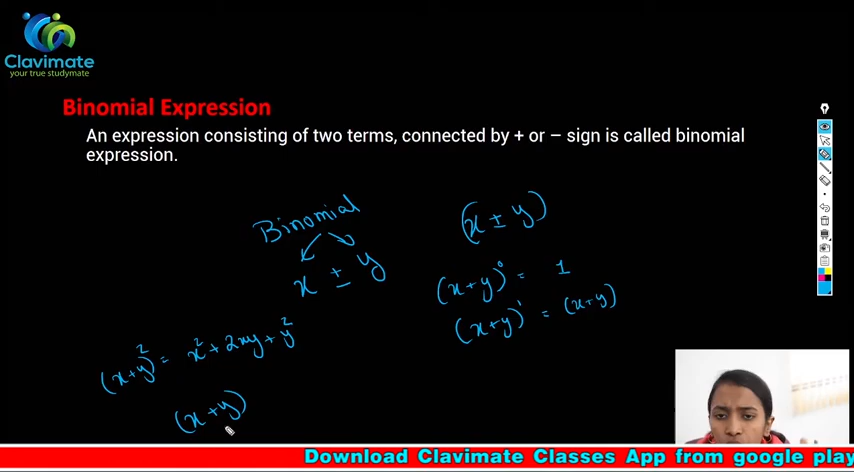 Clavimate
your true studymate
Binomial Expression
An expression consisting of two terms, connected by + or – sign is called binomial
expression.
Binomial
x ± y
(x ± y)
(x+y)⁰ = 1
(x+y)¹ = (x+y)
(x+y)² = x² + 2xy + y²
(x+y)
Download Clavimate Classes App from google play